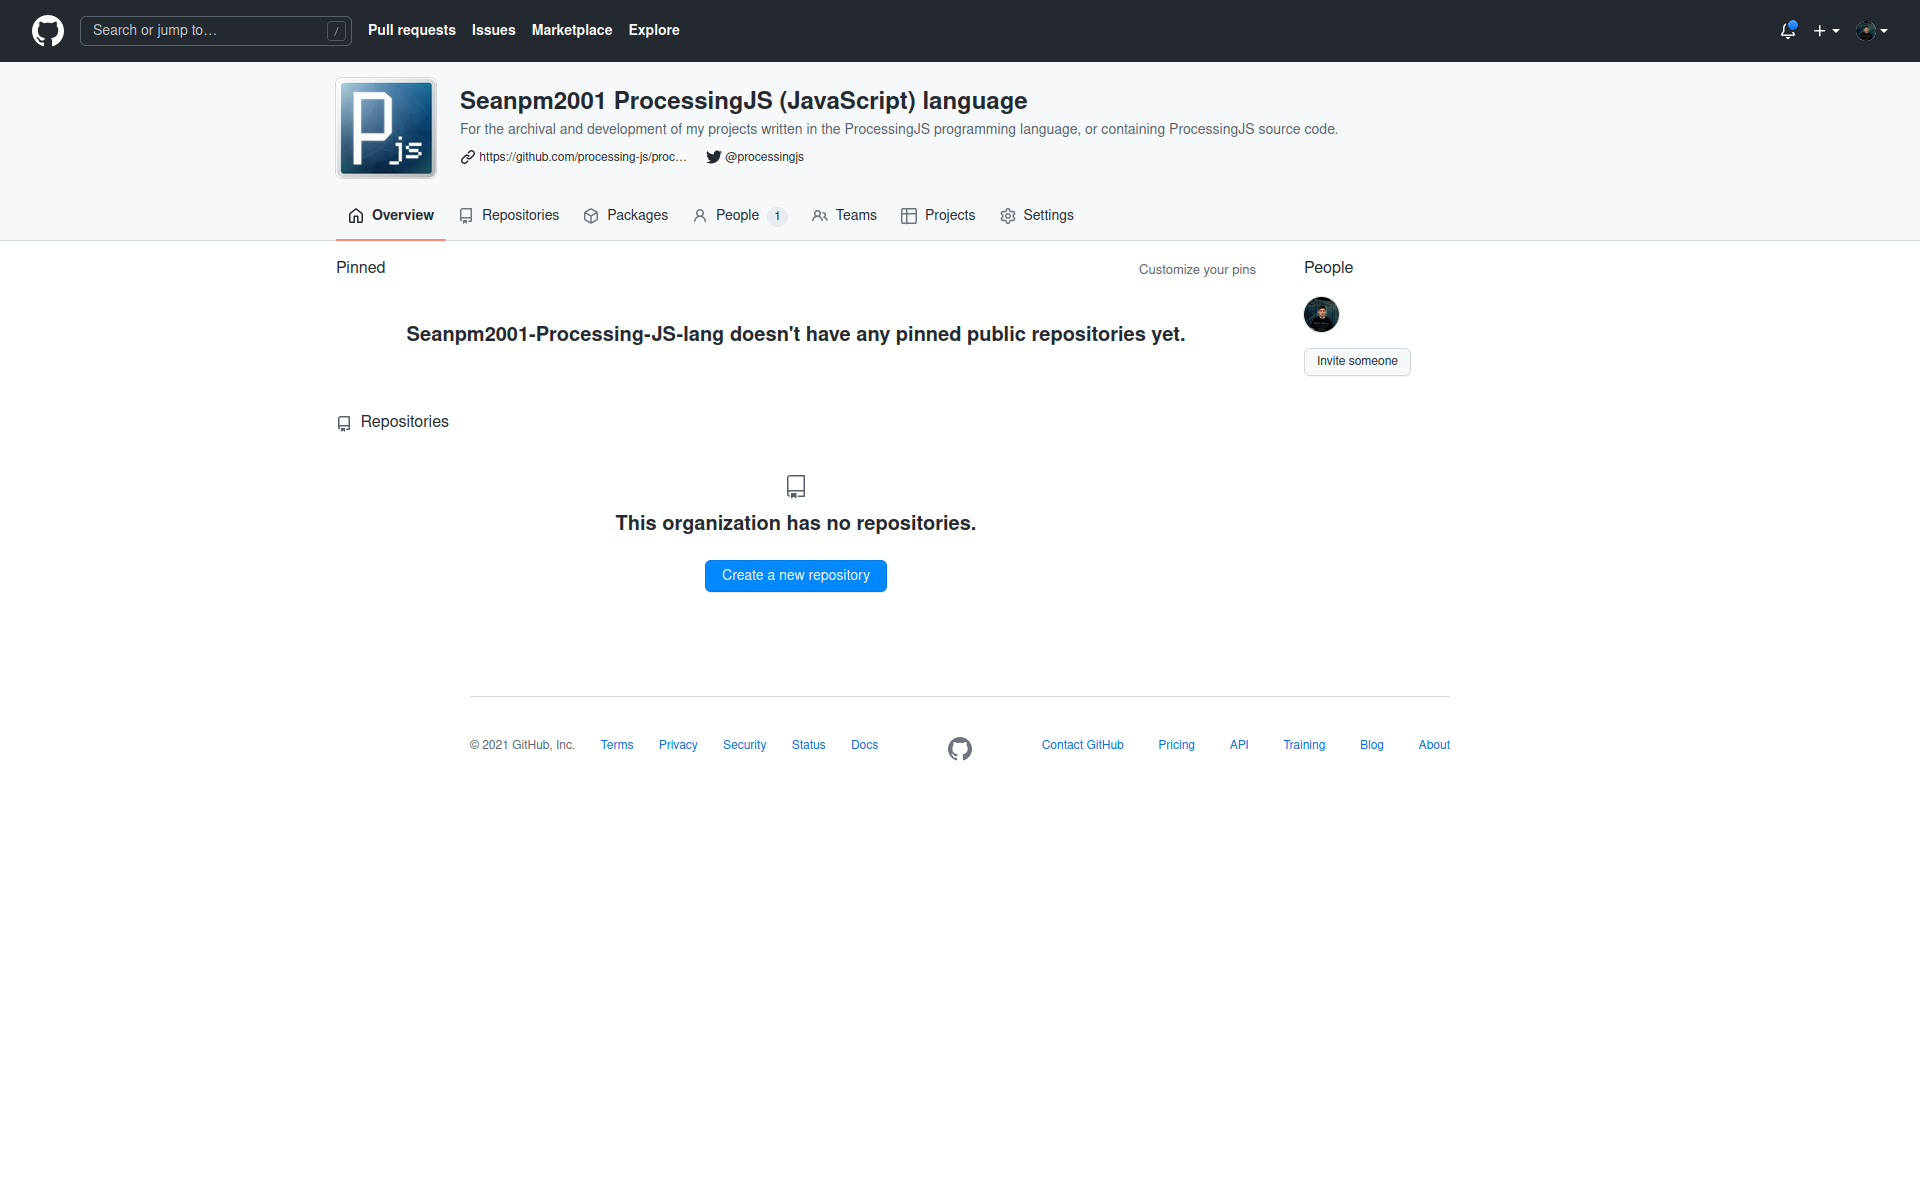 Search or jump to… /
Pull requests
Issues
Marketplace
Explore
P js
Seanpm2001 ProcessingJS (JavaScript) language
For the archival and development of my projects written in the ProcessingJS programming language, or containing ProcessingJS source code.
https://github.com/processing-js/proc…
@processingjs
Overview
Repositories
Packages
People 1
Teams
Projects
Settings
Pinned
Customize your pins
Seanpm2001-Processing-JS-lang doesn't have any pinned public repositories yet.
People
Invite someone
Repositories
This organization has no repositories.
Create a new repository
© 2021 GitHub, Inc.
Terms
Privacy
Security
Status
Docs
Contact GitHub
Pricing
API
Training
Blog
About